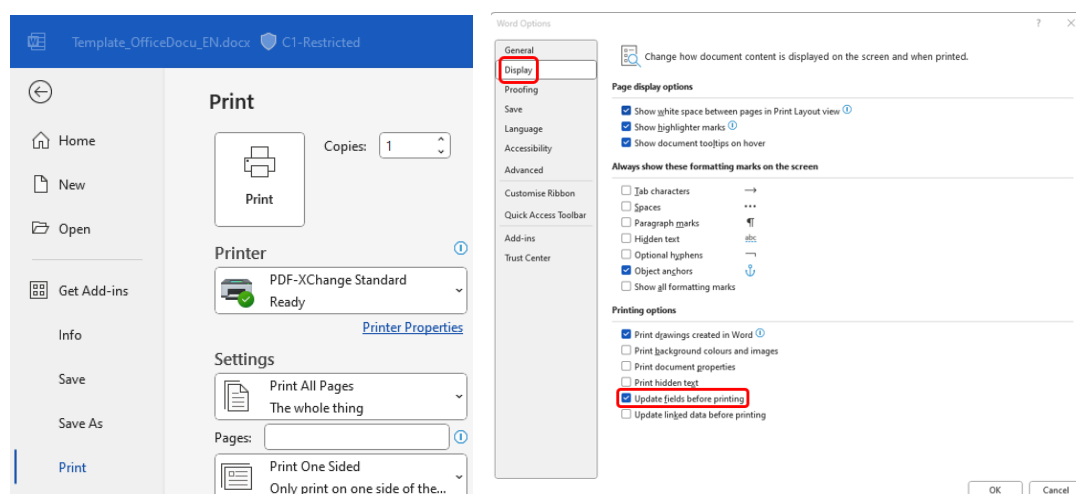 Template_OfficeDocu_EN.docx C1-Restricted
Print
Home
New
Open
Get Add-ins
Info
Save
Save As
Print
Copies: 1
Print
Printer
PDF-XChange Standard
Ready
Printer Properties
Settings
Print All Pages
The whole thing
Pages:
Print One Sided
Only print on one side of the...
Word Options
General
Display
Proofing
Save
Language
Accessibility
Advanced
Customise Ribbon
Quick Access Toolbar
Add-ins
Trust Center
Change how document content is displayed on the screen and when printed.
Page display options
Show white space between pages in Print Layout view
Show highlighter marks
Show document tooltips on hover
Always show these formatting marks on the screen
Tab characters →
Spaces •••
Paragraph marks ¶
Hidden text abc
Optional hyphens ¬
Object anchors
Show all formatting marks
Printing options
Print drawings created in Word
Print background colours and images
Print document properties
Print hidden text
Update fields before printing
Update linked data before printing
OK Cancel